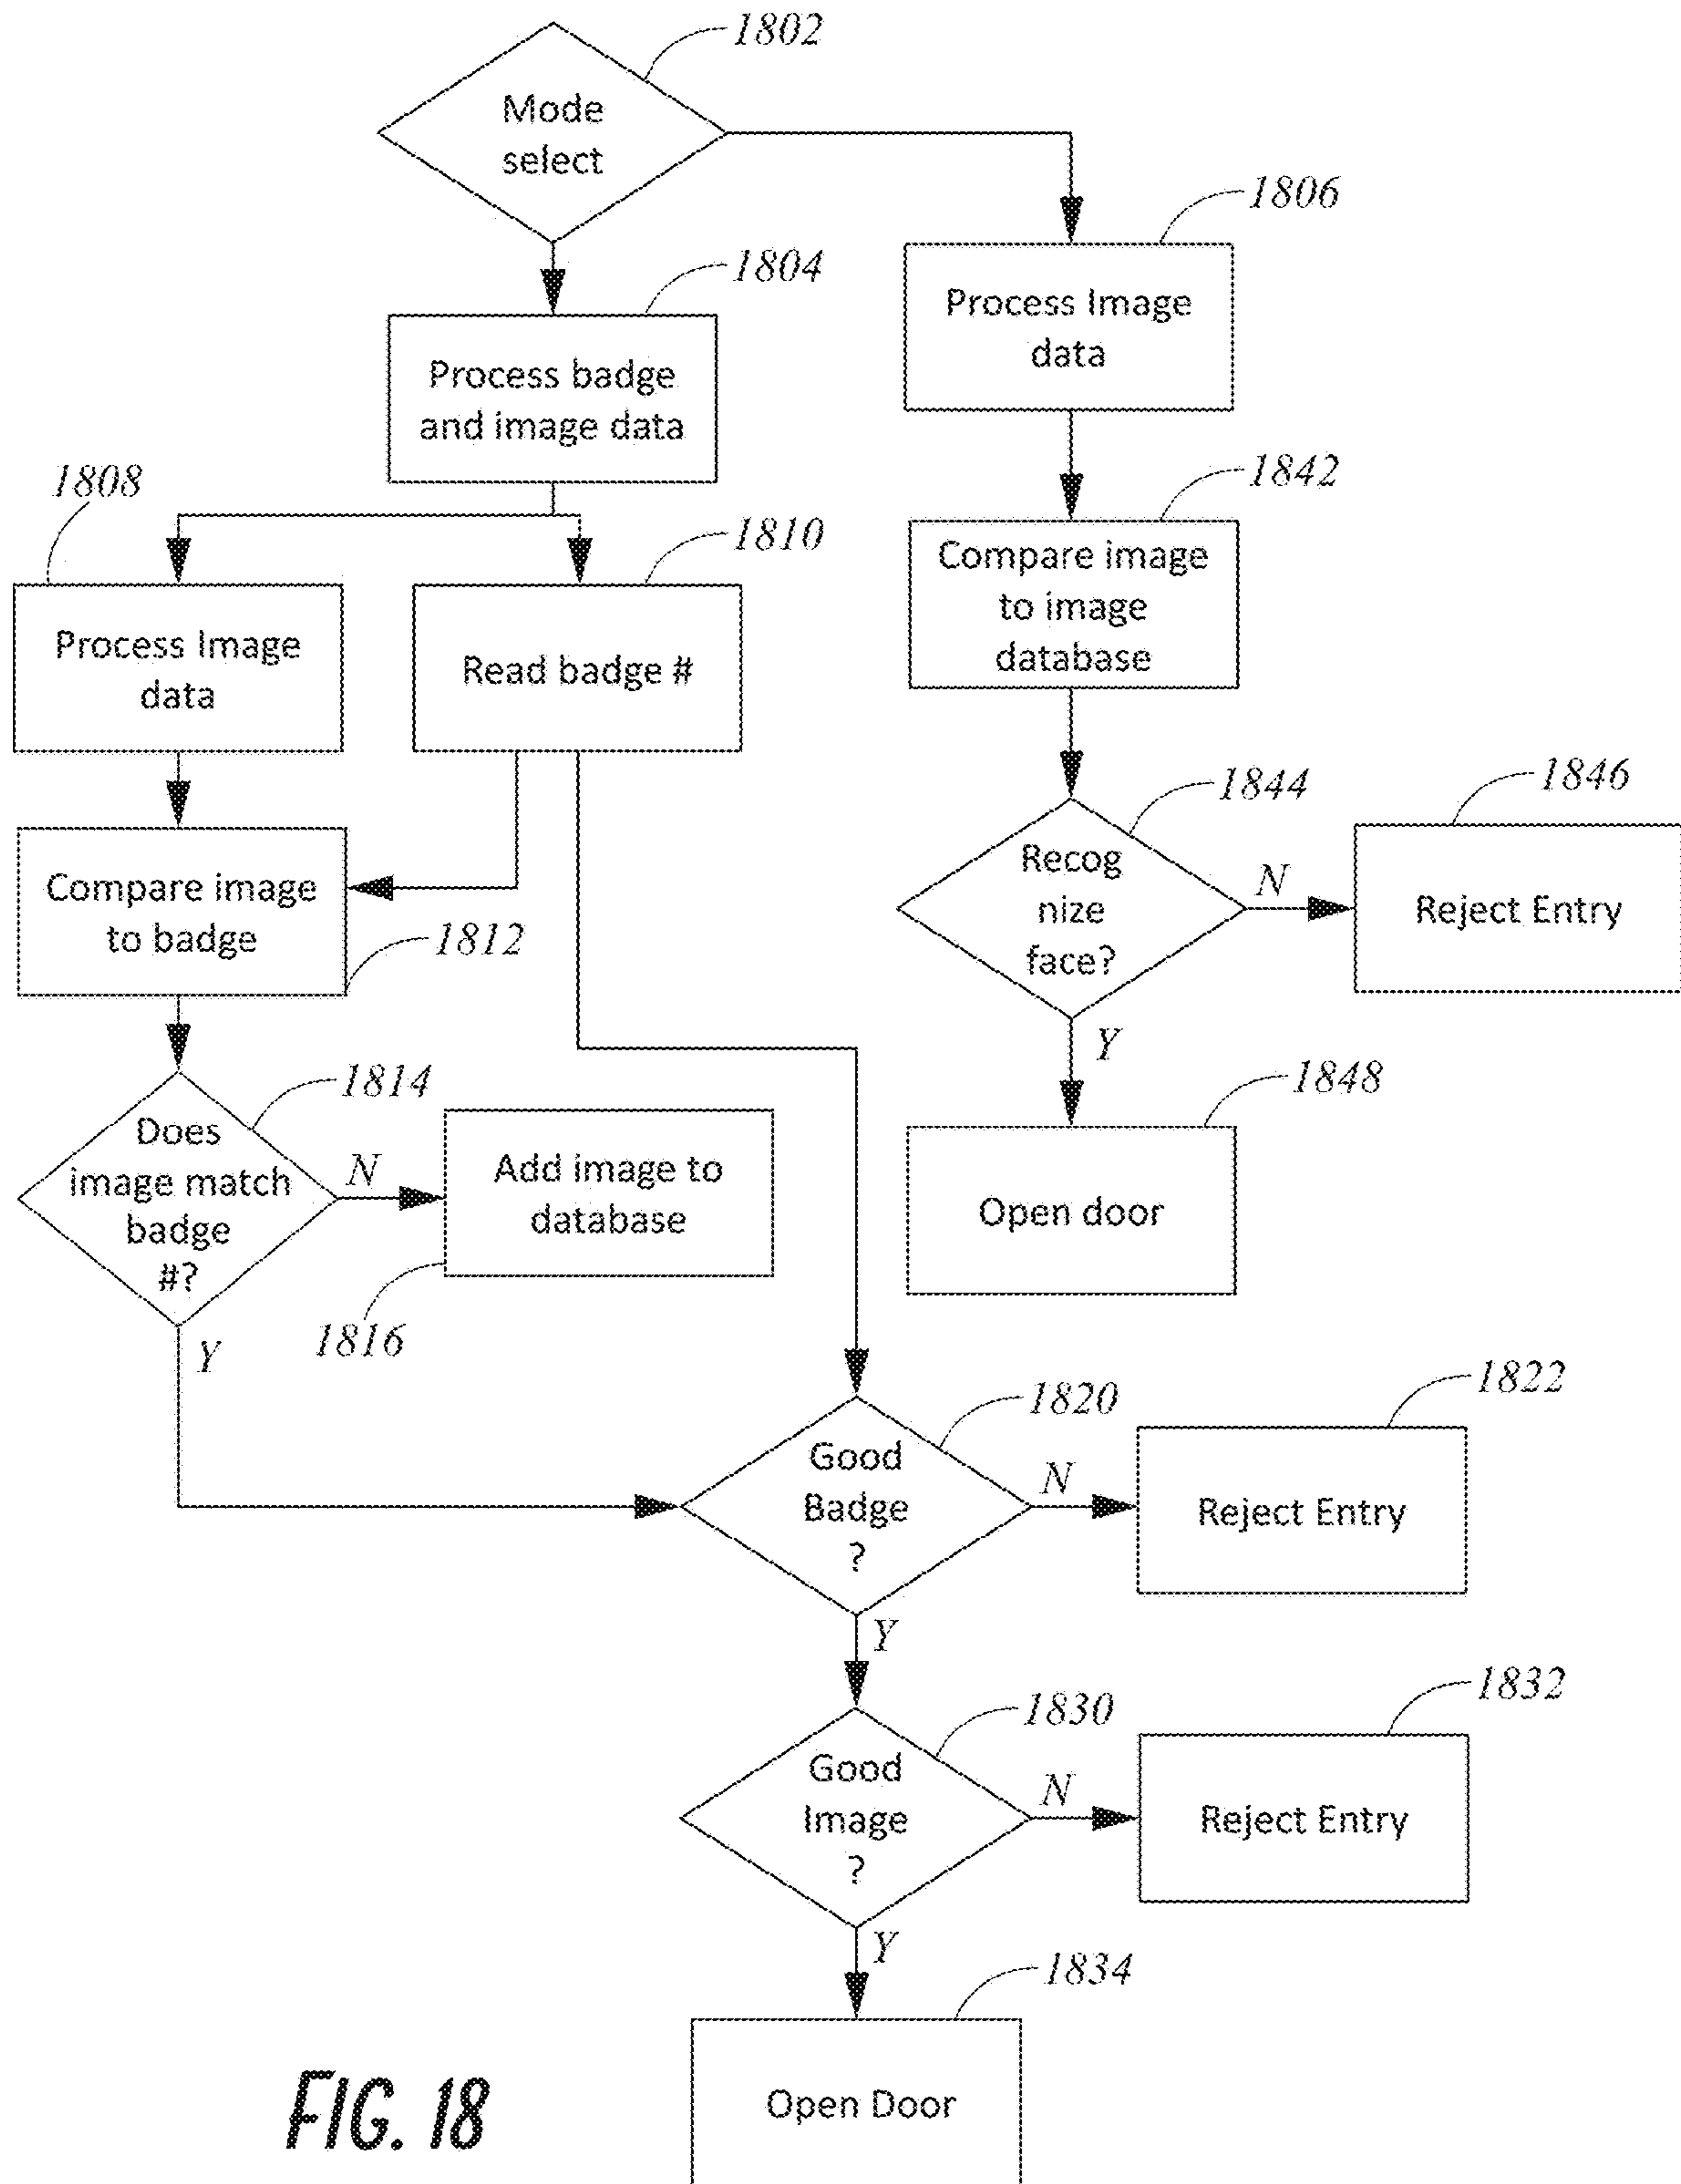 1802
Mode
select
1806
1804
Process Image
data
Process badge
and image data
1808
1842
1810
Compare image
to image
database
Process Image
data
Read badge #
1844
1846
Recog
nize
face?
N
Reject Entry
Compare image
to badge
1812
Y
1848
1814
Does
image match
badge
#?
N
Add image to
database
Open door
1816
Y
1820
1822
Good
Badge
?
N
Reject Entry
Y
1830
1832
Good
Image
?
N
Reject Entry
Y
1834
Open Door
FIG. 18